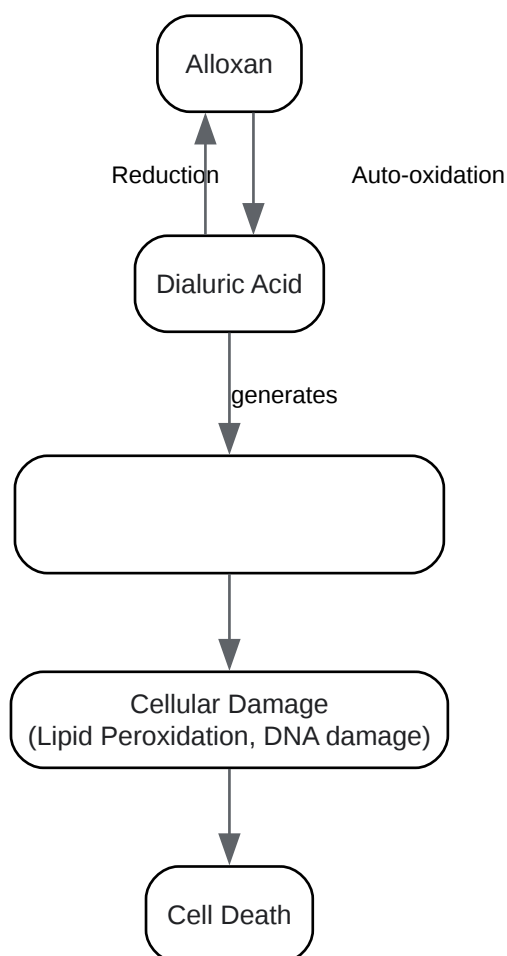 Alloxan
Reduction
Auto-oxidation
Dialuric Acid
generates
Cellular Damage
(Lipid Peroxidation, DNA damage)
Cell Death